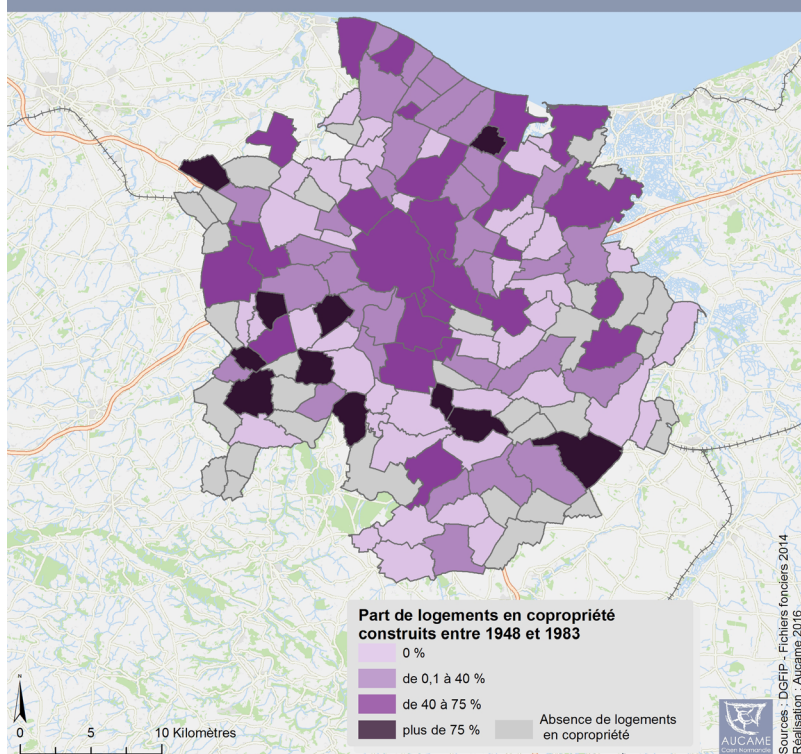 Part de logements en copropriété
construits entre 1948 et 1983
0 %
de 0,1 à 40 %
de 40 à 75 %
plus de 75 %
Absence de logements
en copropriété
N
0 5 10 Kilomètres
AUCAME
Caen Normandie
Sources : DGFiP - Fichiers fonciers 2014
Réalisation : Aucame 2016